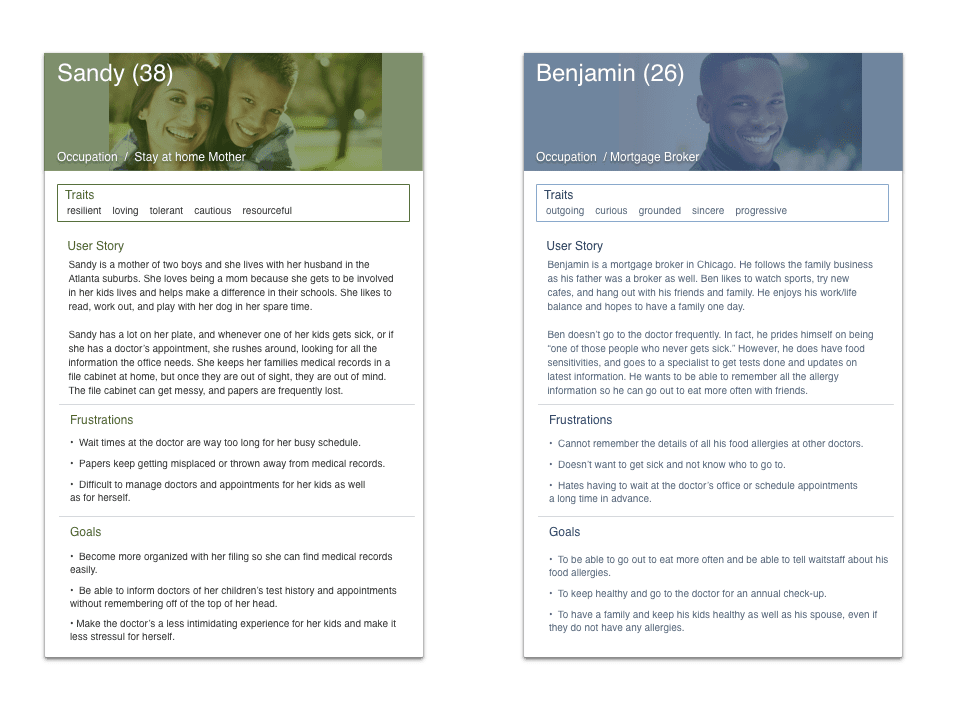 Sandy (38)
Occupation / Stay at home Mother
Traits
resilient loving tolerant cautious resourceful
User Story
Sandy is a mother of two boys and she lives with her husband in the
Atlanta suburbs. She loves being a mom because she gets to be involved
in her kids lives and helps make a difference in their schools. She likes to
read, work out, and play with her dog in her spare time.
Sandy has a lot on her plate, and whenever one of her kids gets sick, or if
she has a doctor's appointment, she rushes around, looking for all the
information the office needs. She keeps her families medical records in a
file cabinet at home, but once they are out of sight, they are out of mind.
The file cabinet can get messy, and papers are frequently lost.
Frustrations
• Wait times at the doctor are way too long for her busy schedule.
• Papers keep getting misplaced or thrown away from medical records.
• Difficult to manage doctors and appointments for her kids as well
as for herself.
Goals
• Become more organized with her filing so she can find medical records
easily.
• Be able to inform doctors of her children's test history and appointments
without remembering off of the top of her head.
• Make the doctor's a less intimidating experience for her kids and make it
less stressul for herself.
Benjamin (26)
Occupation / Mortgage Broker
Traits
outgoing curious grounded sincere progressive
User Story
Benjamin is a mortgage broker in Chicago. He follows the family business
as his father was a broker as well. Ben likes to watch sports, try new
cafes, and hang out with his friends and family. He enjoys his work/life
balance and hopes to have a family one day.
Ben doesn't go to the doctor frequently. In fact, he prides himself on being
"one of those people who never gets sick." However, he does have food
sensitivities, and goes to a specialist to get tests done and updates on
latest information. He wants to be able to remember all the allergy
information so he can go out to eat more often with friends.
Frustrations
• Cannot remember the details of all his food allergies at other doctors.
• Doesn't want to get sick and not know who to go to.
• Hates having to wait at the doctor's office or schedule appointments
a long time in advance.
Goals
• To be able to go out to eat more often and be able to tell waitstaff about his
food allergies.
• To keep healthy and go to the doctor for an annual check-up.
• To have a family and keep his kids healthy as well as his spouse, even if
they do not have any allergies.